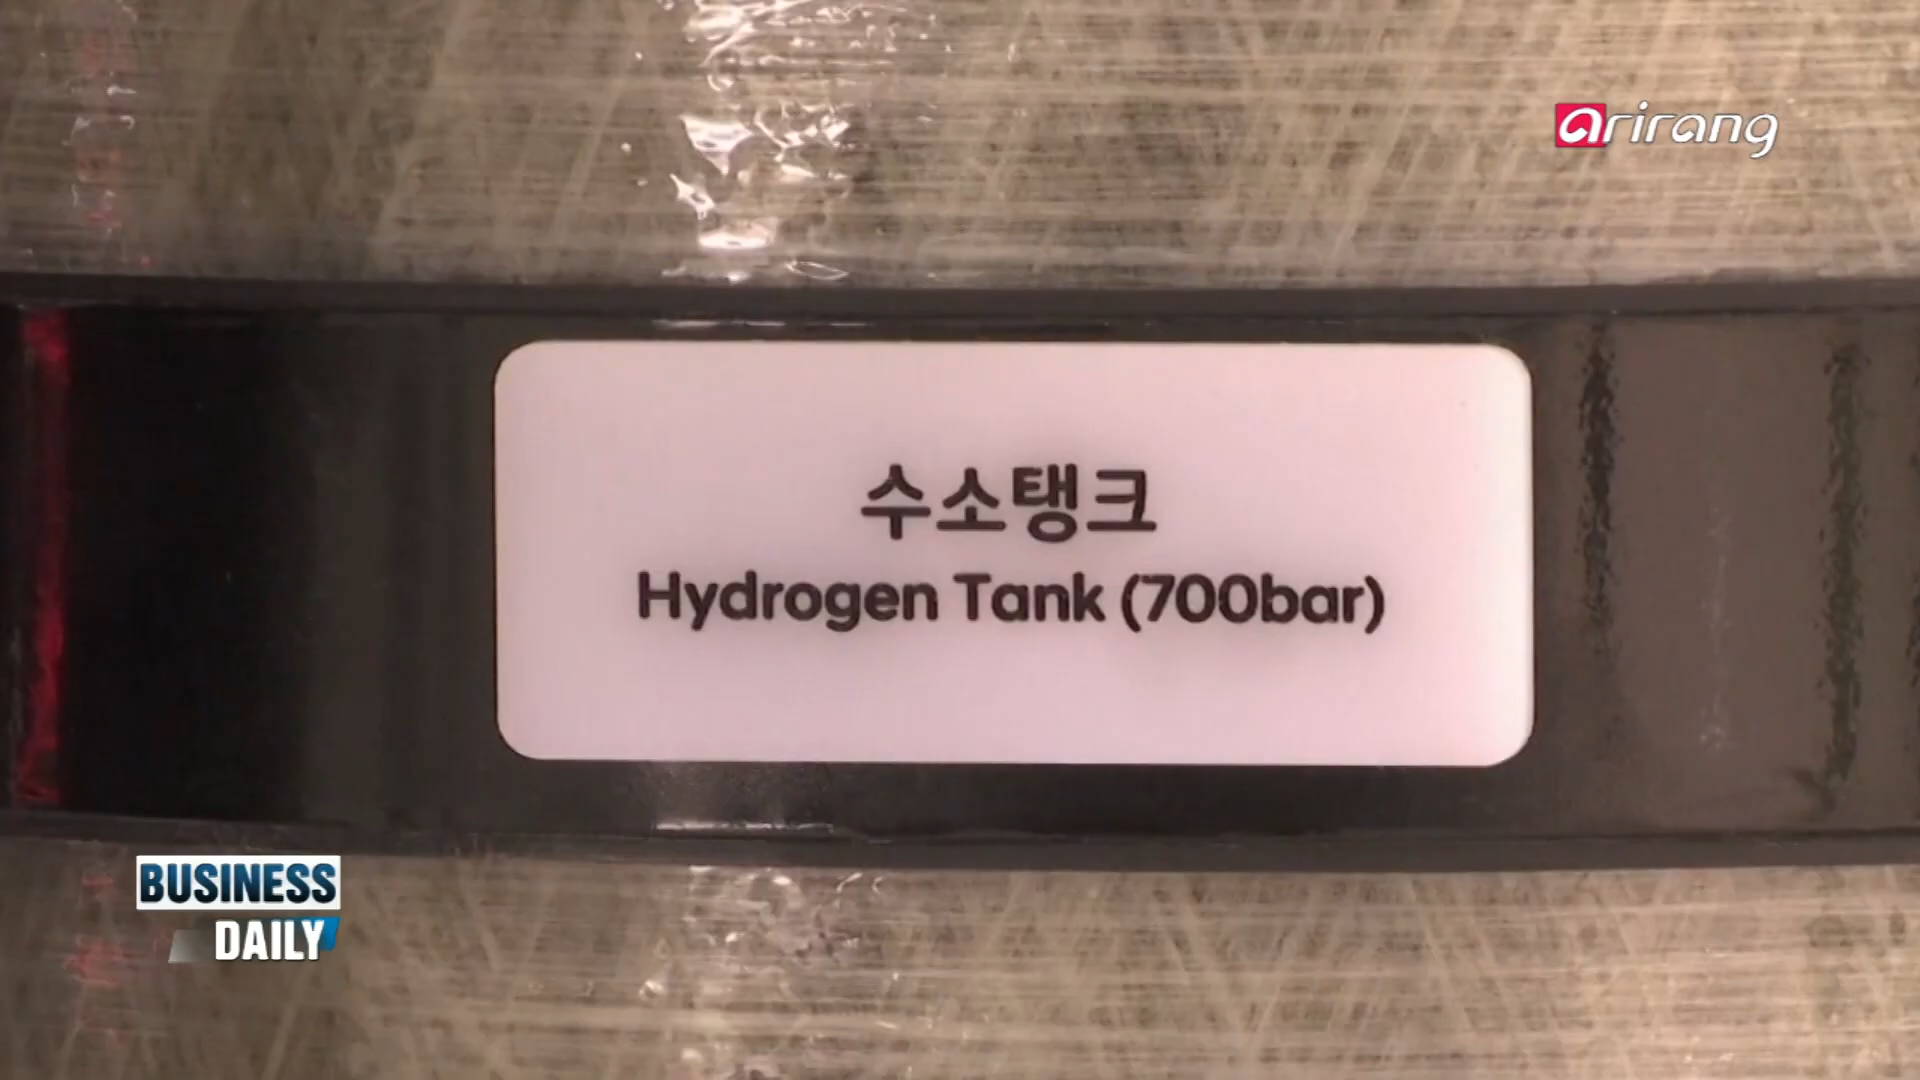 arirang
수소탱크
Hydrogen Tank (700bar)
BUSINESS
DAILY